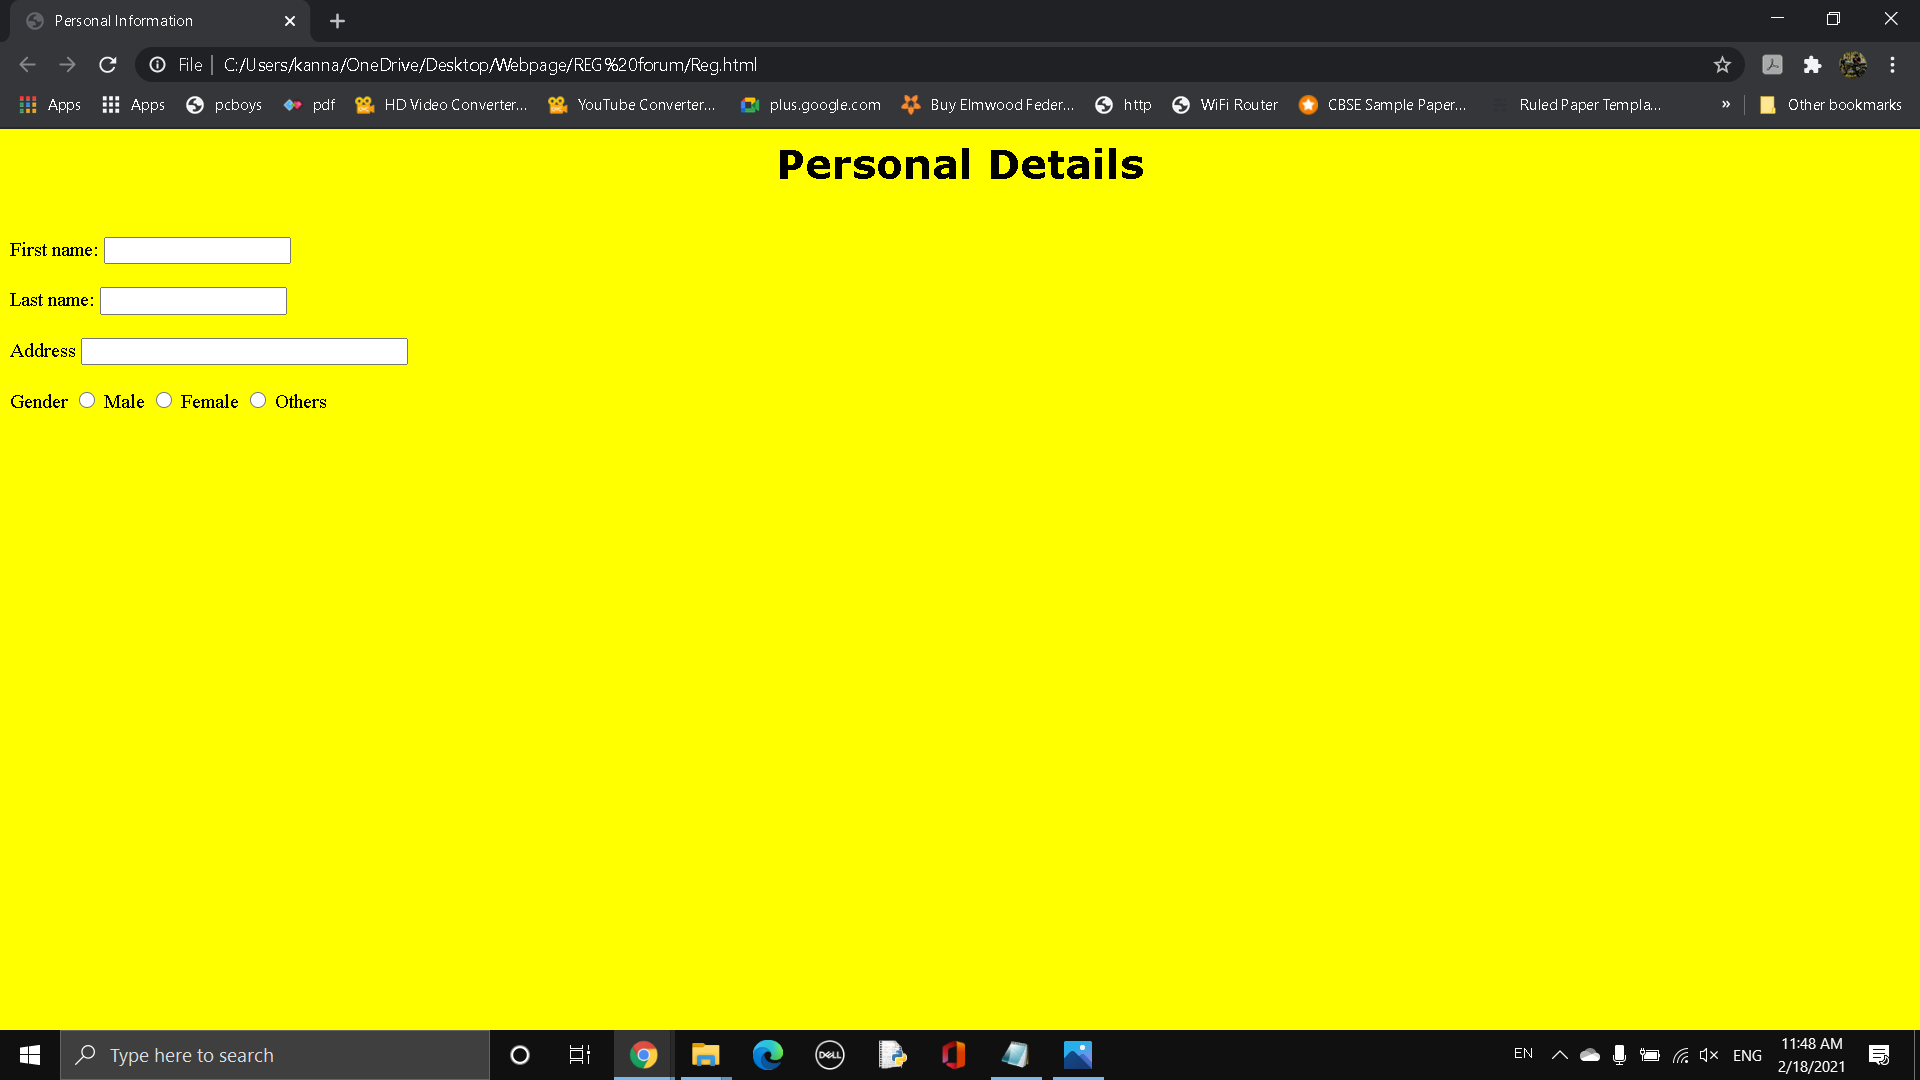 Personal Information
File | C:/Users/kanna/OneDrive/Desktop/Webpage/REG%20forum/Reg.html
Apps Apps pcboys pdf HD Video Converter... YouTube Converter... plus.google.com Buy Elmwood Feder... http WiFi Router CBSE Sample Paper... Ruled Paper Templa... » Other bookmarks
Personal Details
First name:
Last name:
Address
Gender Male Female Others
Type here to search
DELL
EN
ENG
11:48 AM
2/18/2021